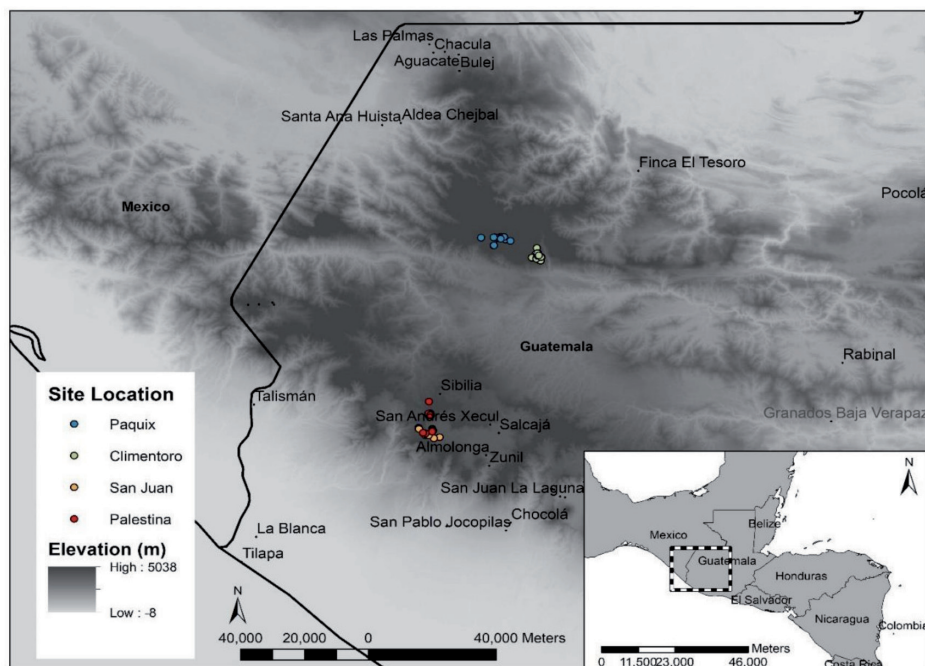 Las Palmas
Chacula
Aguacate
Bulej
Santa Ana Huista
Aldea Chejbal
Finca El Tesoro
Pocolá
Mexico
Guatemala
Rabinal
Sibilia
Talismán
Granados Baja Verapaz
San Andrés Xecul
Salcajá
Almolonga
Zunil
San Juan La Laguna
San Pablo Jocopilas
Chocolá
La Blanca
Tilapa
Site Location
Paquix
Climentoro
San Juan
Palestina
Elevation (m)
High : 5038
Low : -8
N
40,000 20,000 0 40,000 Meters
N
Mexico
Belize
Guatemala
Honduras
El Salvador
Nicaragua
Colombia
Costa Rica
Meters
0 11,500 23,000 46,000